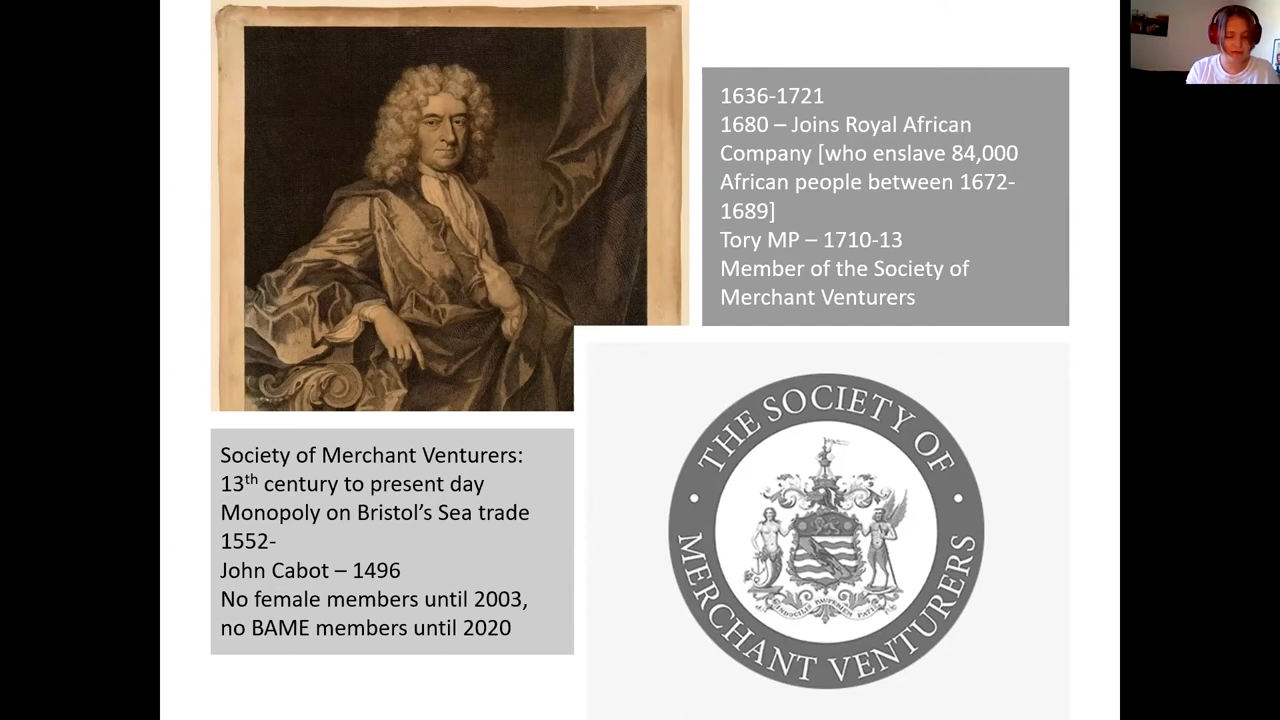 1636-1721
1680 – Joins Royal African
Company [who enslave 84,000
African people between 1672-
1689]
Tory MP – 1710-13
Member of the Society of
Merchant Venturers
Society of Merchant Venturers:
13th century to present day
Monopoly on Bristol's Sea trade
1552-
John Cabot – 1496
No female members until 2003,
no BAME members until 2020
THE SOCIETY OF
MERCHANT VENTURERS
INDOCILIS PAUPERIEM PATI